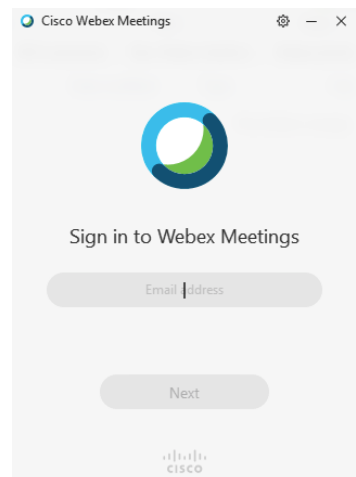 Cisco Webex Meetings
Sign in to Webex Meetings
Email address
Next
CISCO